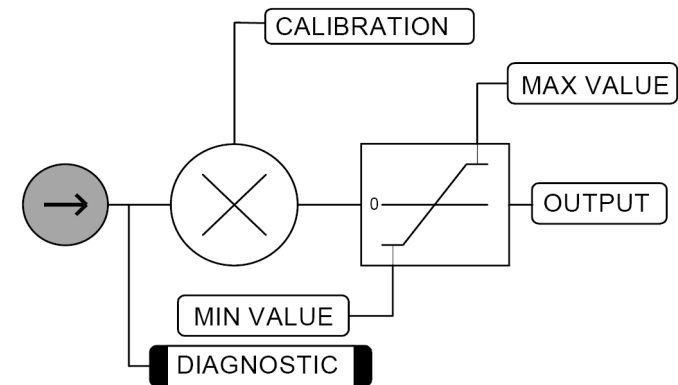 CALIBRATION
MAX VALUE
0
OUTPUT
MIN VALUE
DIAGNOSTIC